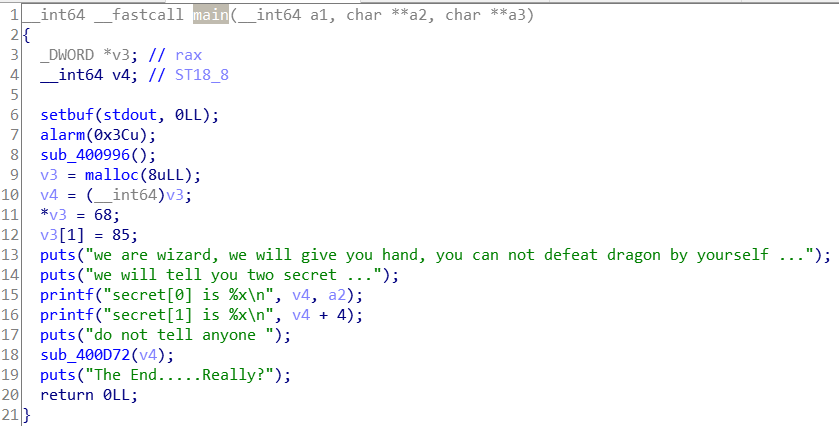 1 __int64 __fastcall main(__int64 a1, char **a2, char **a3)
2 {
3 _DWORD *v3; // rax
4 __int64 v4; // ST18_8
5
6 setbuf(stdout, 0LL);
7 alarm(0x3Cu);
8 sub_400996();
9 v3 = malloc(8uLL);
10 v4 = (__int64)v3;
11 *v3 = 68;
12 v3[1] = 85;
13 puts("we are wizard, we will give you hand, you can not defeat dragon by yourself ...");
14 puts("we will tell you two secret ...");
15 printf("secret[0] is %x\n", v4, a2);
16 printf("secret[1] is %x\n", v4 + 4);
17 puts("do not tell anyone ");
18 sub_400D72(v4);
19 puts("The End.....Really?");
20 return 0LL;
21 }